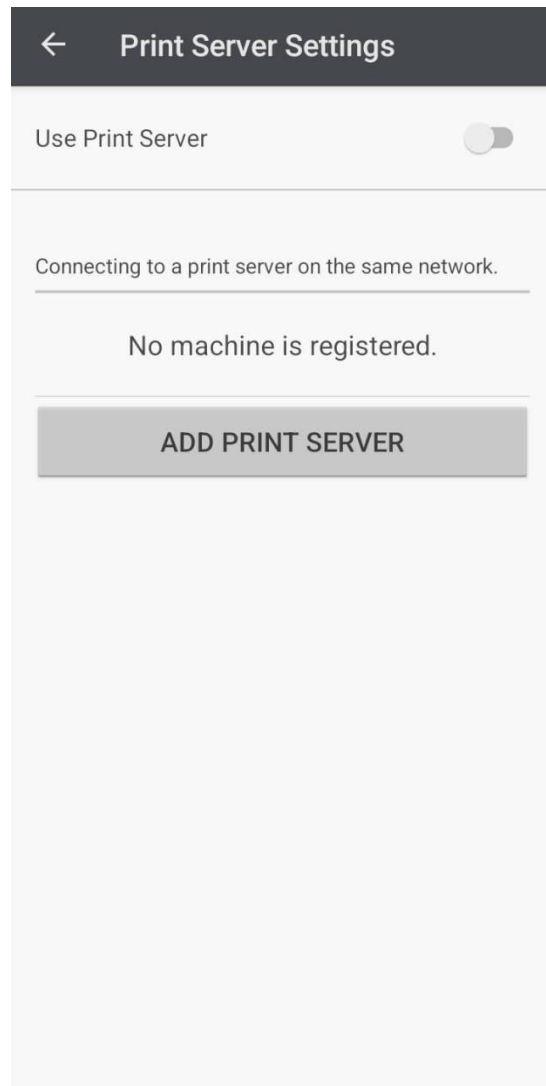 Print Server Settings
Use Print Server
Connecting to a print server on the same network.
No machine is registered.
ADD PRINT SERVER